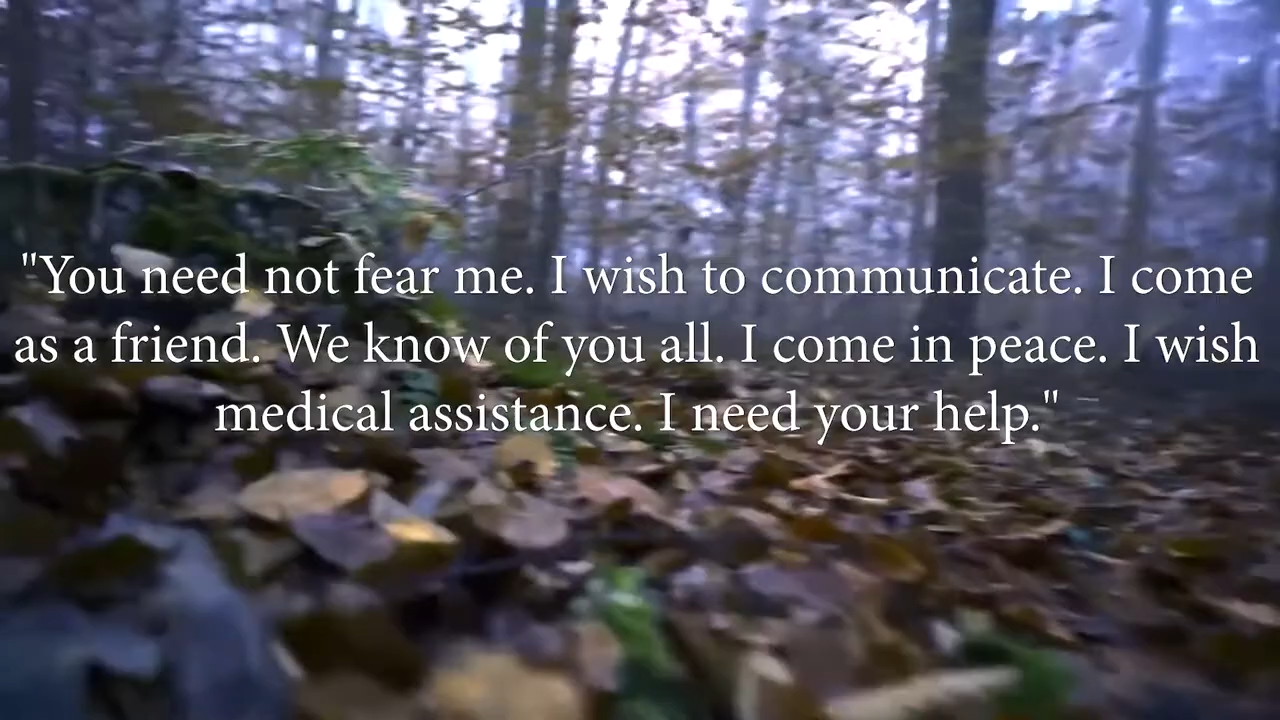 "You need not fear me. I wish to communicate. I come
as a friend. We know of you all. I come in peace. I wish
medical assistance. I need your help."